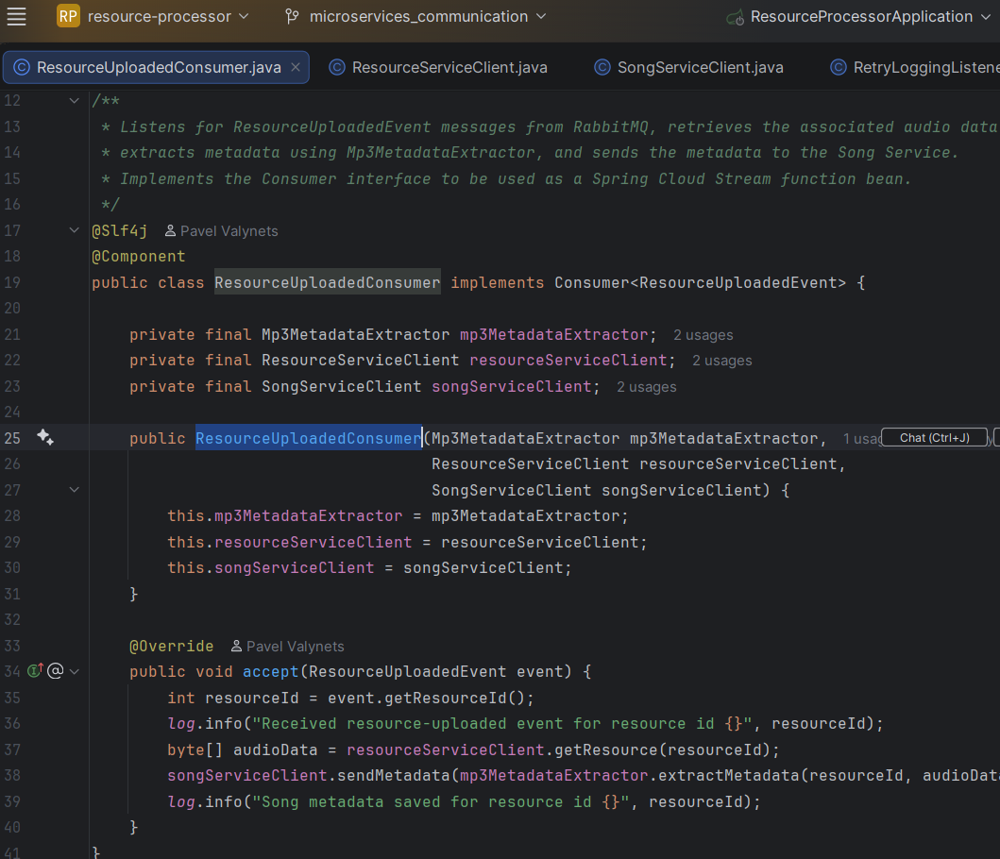 RP resource-processor microservices_communication ResourceProcessorApplication
ResourceUploadedConsumer.java ResourceServiceClient.java SongServiceClient.java RetryLoggingListene
12 /**
13 * Listens for ResourceUploadedEvent messages from RabbitMQ, retrieves the associated audio data
14 * extracts metadata using Mp3MetadataExtractor, and sends the metadata to the Song Service.
15 * Implements the Consumer interface to be used as a Spring Cloud Stream function bean.
16 */
17 @Slf4j Pavel Valynets
18 @Component
19 public class ResourceUploadedConsumer implements Consumer<ResourceUploadedEvent> {
20
21 private final Mp3MetadataExtractor mp3MetadataExtractor; 2 usages
22 private final ResourceServiceClient resourceServiceClient; 2 usages
23 private final SongServiceClient songServiceClient; 2 usages
24
25 public ResourceUploadedConsumer(Mp3MetadataExtractor mp3MetadataExtractor, 1 usag Chat (Ctrl+J)
26 ResourceServiceClient resourceServiceClient,
27 SongServiceClient songServiceClient) {
28 this.mp3MetadataExtractor = mp3MetadataExtractor;
29 this.resourceServiceClient = resourceServiceClient;
30 this.songServiceClient = songServiceClient;
31 }
32
33 @Override Pavel Valynets
34 public void accept(ResourceUploadedEvent event) {
35 int resourceId = event.getResourceId();
36 log.info("Received resource-uploaded event for resource id {}", resourceId);
37 byte[] audioData = resourceServiceClient.getResource(resourceId);
38 songServiceClient.sendMetadata(mp3MetadataExtractor.extractMetadata(resourceId, audioData
39 log.info("Song metadata saved for resource id {}", resourceId);
40 }
41 }